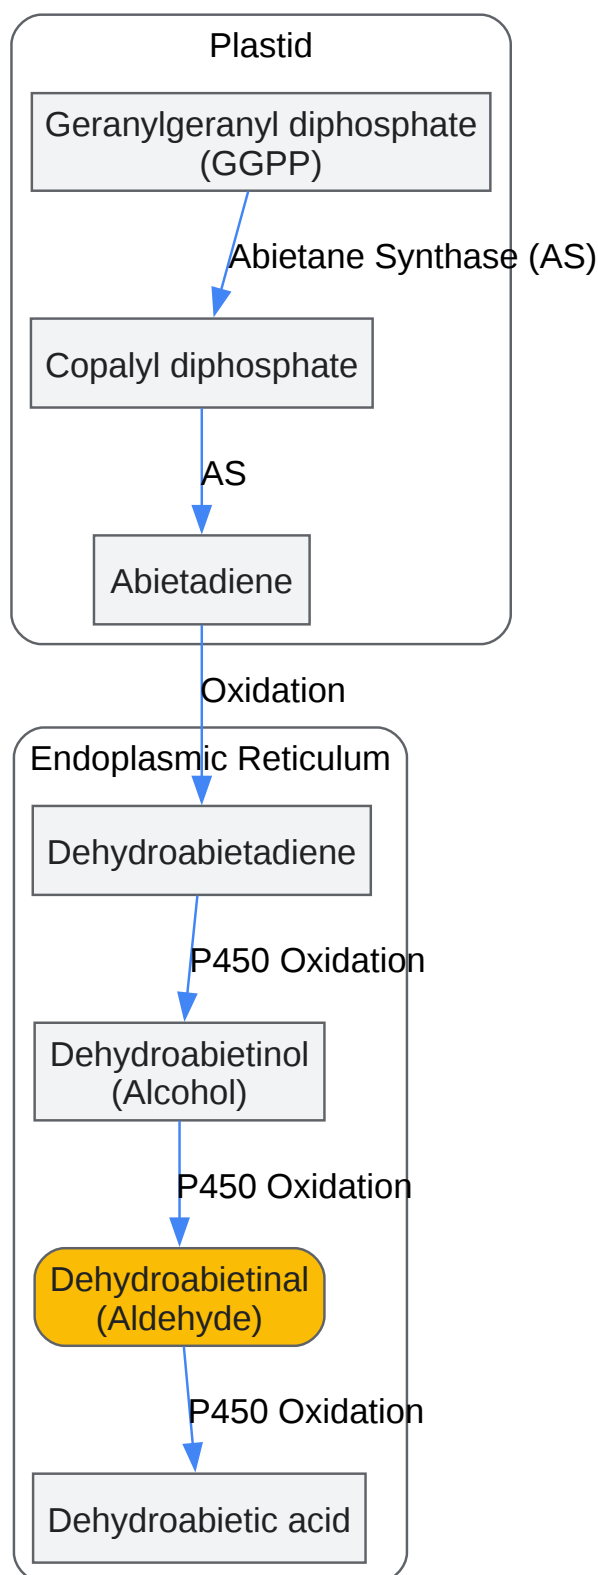 Plastid
Geranylgeranyl diphosphate
(GGPP)
Abietane Synthase (AS)
Copalyl diphosphate
AS
Abietadiene
Oxidation
Endoplasmic Reticulum
Dehydroabietadiene
P450 Oxidation
Dehydroabietinol
(Alcohol)
P450 Oxidation
Dehydroabietinal
(Aldehyde)
P450 Oxidation
Dehydroabietic acid